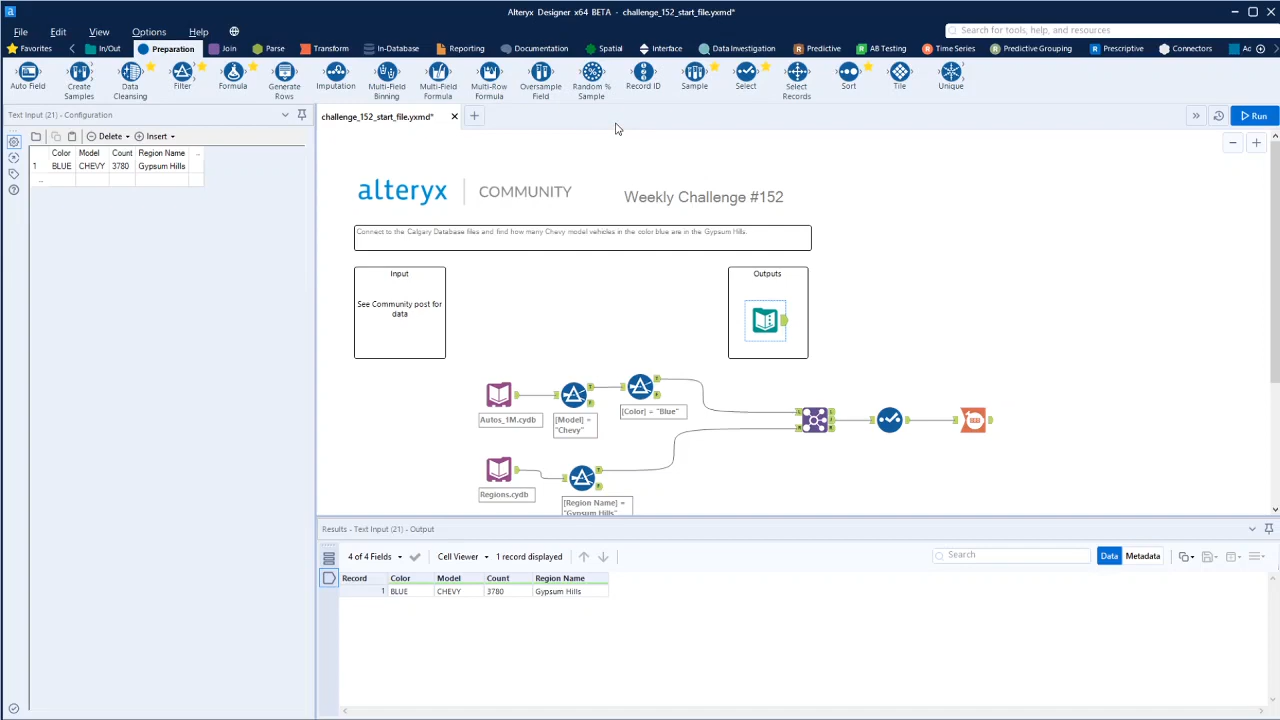 Alteryx Designer x64 BETA - challenge_152_start_file.yxmd*
File Edit View Options Help
Search for tools, help, and resources
Favorites In/Out Preparation Join Parse Transform In-Database Reporting Documentation Spatial Interface Data Investigation Predictive AB Testing Time Series Predictive Grouping Prescriptive Connectors Ac
Auto Field
Create Samples
Data Cleansing
Filter
Formula
Generate Rows
Imputation
Multi-Field Binning
Multi-Field Formula
Multi-Row Formula
Oversample Field
Random % Sample
Record ID
Sample
Select
Select Records
Sort
Tile
Unique
Text Input (21) - Configuration
challenge_152_start_file.yxmd*
Run
Delete Insert
Color Model Count Region Name ..
1 BLUE CHEVY 3780 Gypsum Hills
..
alteryx COMMUNITY
Weekly Challenge #152
Connect to the Calgary Database files and find how many Chevy model vehicles in the color blue are in the Gypsum Hills.
Input
See Community post for
data
Outputs
Autos_1M.cydb
[Model] =
"Chevy"
[Color] = "Blue"
Regions.cydb
[Region Name] =
"Gypsum Hills"
Results - Text Input (21) - Output
4 of 4 Fields Cell Viewer 1 record displayed
Search
Data Metadata
Record Color Model Count Region Name
1 BLUE CHEVY 3780 Gypsum Hills